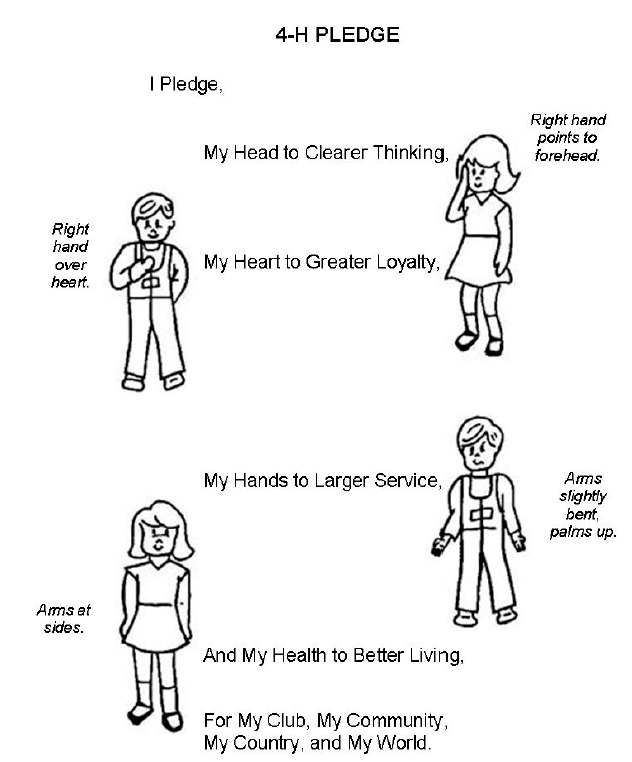 4-H PLEDGE
I Pledge,
Right hand
points to
forehead.
My Head to Clearer Thinking,
Right
hand
over
heart.
My Heart to Greater Loyalty,
My Hands to Larger Service,
Arms
slightly
bent,
palms up.
Arms at
sides.
And My Health to Better Living,
For My Club, My Community,
My Country, and My World.